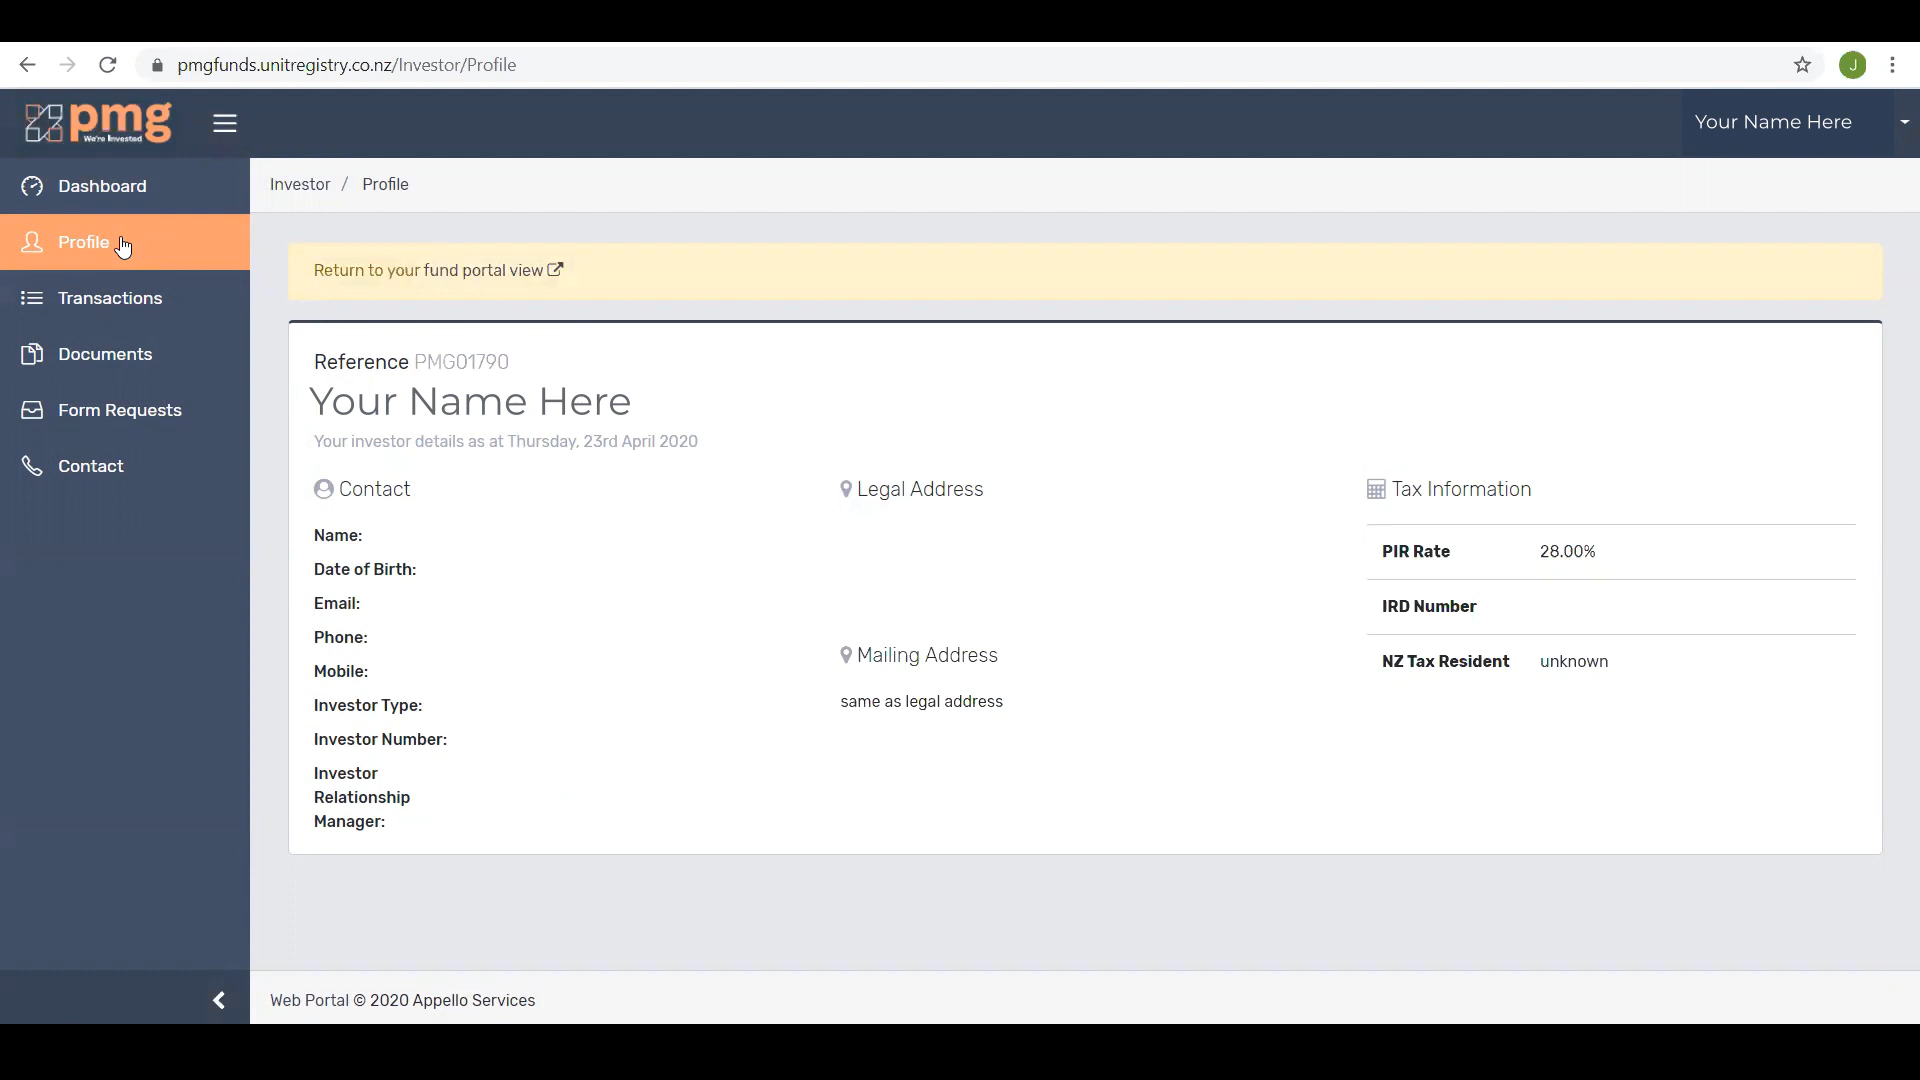 pmgfunds.unitregistry.co.nz/Investor/Profile
J
pmg
We're Invested
Your Name Here
Dashboard
Profile
Transactions
Documents
Form Requests
Contact
Investor / Profile
Return to your fund portal view
Reference PMG01790
Your Name Here
Your investor details as at Thursday, 23rd April 2020
Contact
Name:
Date of Birth:
Email:
Phone:
Mobile:
Investor Type:
Investor Number:
Investor
Relationship
Manager:
Legal Address
Mailing Address
same as legal address
Tax Information
PIR Rate 28.00%
IRD Number
NZ Tax Resident unknown
Web Portal © 2020 Appello Services